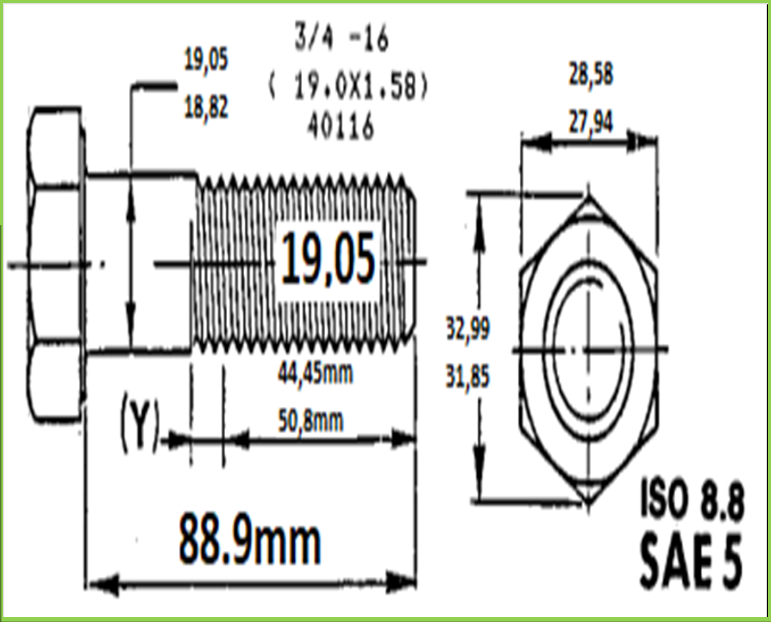 3/4 -16
( 19.0X1.58)
40116
19,05
18,82
28,58
27,94
19,05
32,99
31,85
44,45mm
50,8mm
(Y)
88.9mm
ISO 8.8
SAE 5